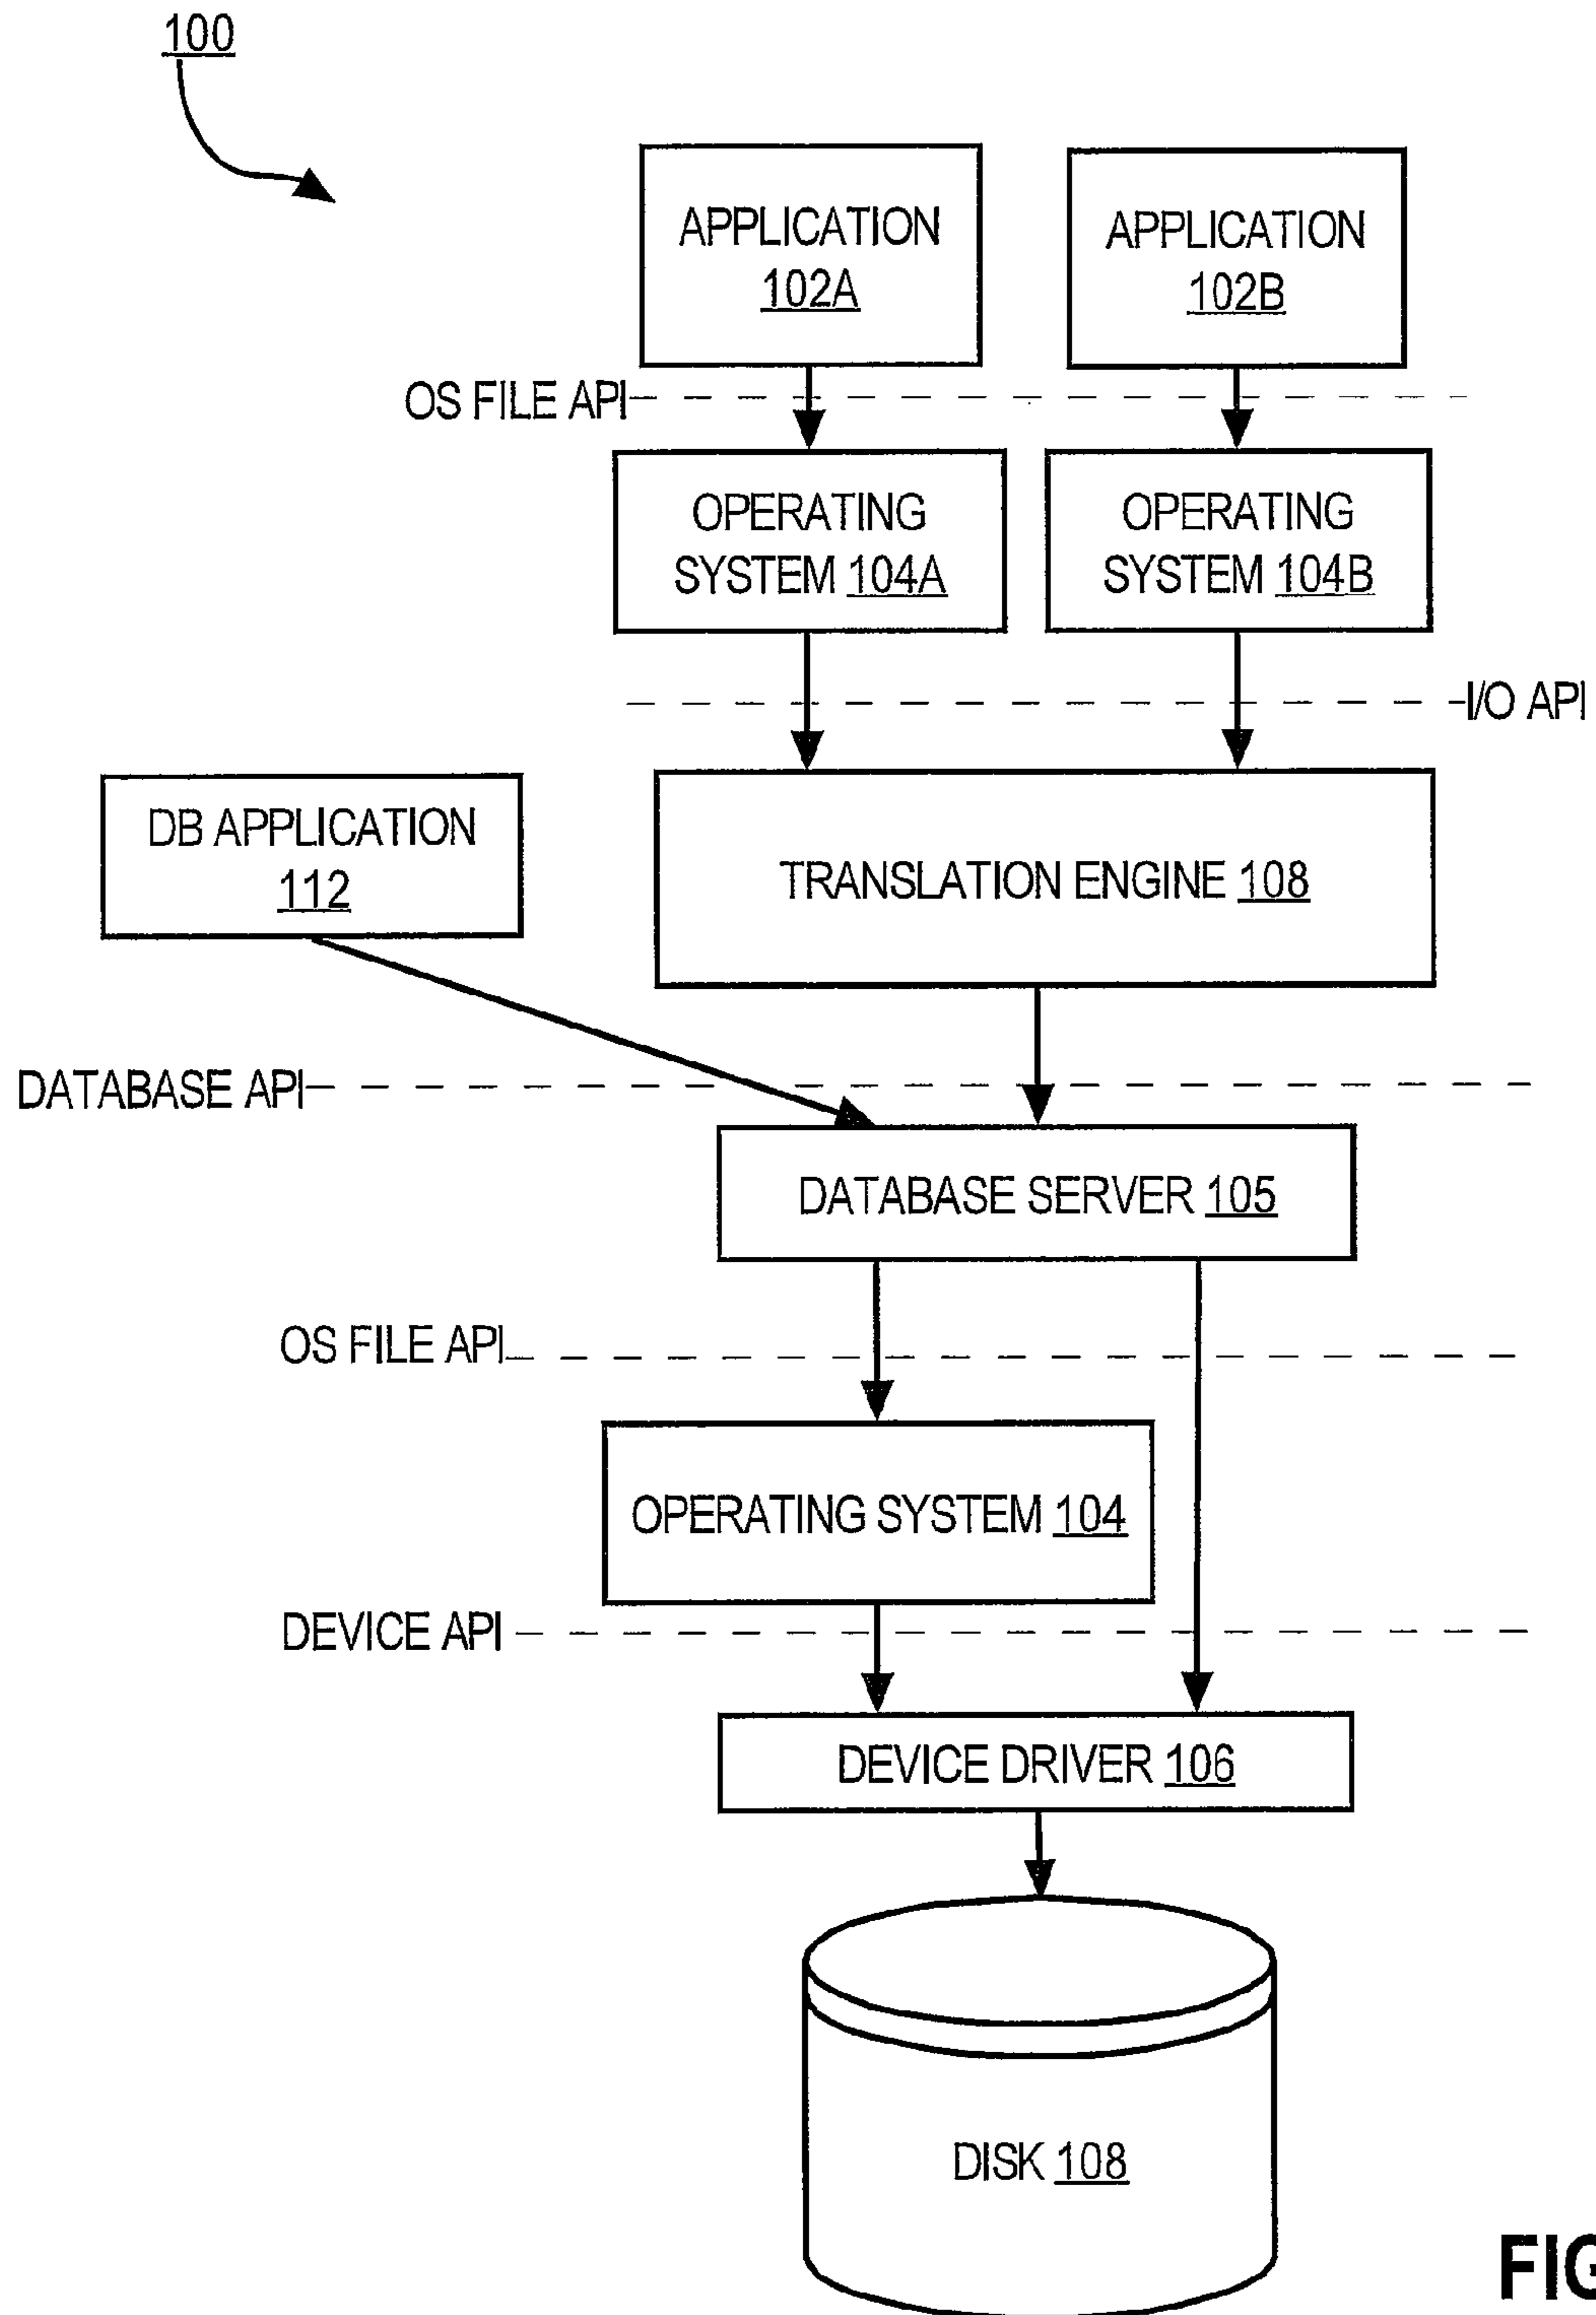 100
APPLICATION
102A
APPLICATION
102B
OS FILE API
OPERATING
SYSTEM 104A
OPERATING
SYSTEM 104B
I/O API
DB APPLICATION
112
TRANSLATION ENGINE 108
DATABASE API
DATABASE SERVER 105
OS FILE API
OPERATING SYSTEM 104
DEVICE API
DEVICE DRIVER 106
DISK 108
FIG